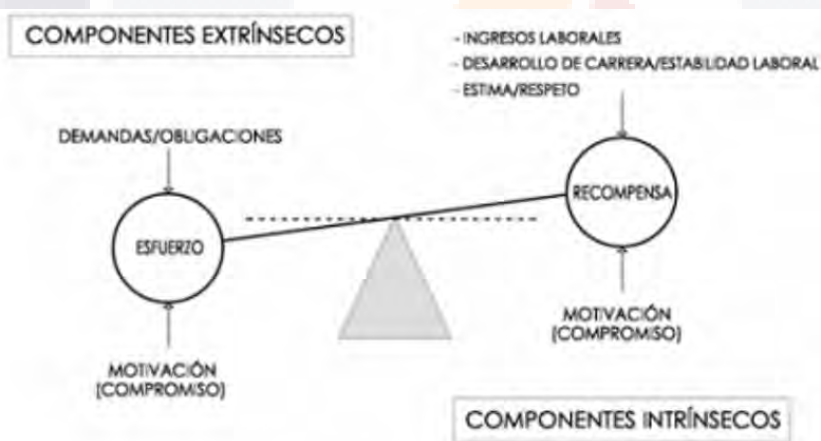 COMPONENTES EXTRÍNSECOS
- INGRESOS LABORALES
- DESARROLLO DE CARRERA/ESTABILIDAD LABORAL
- ESTIMA/RESPETO
DEMANDAS/OBLIGACIONES
RECOMPENSA
ESFUERZO
MOTIVACIÓN
(COMPROMISO)
MOTIVACIÓN
(COMPROMISO)
COMPONENTES INTRÍNSECOS